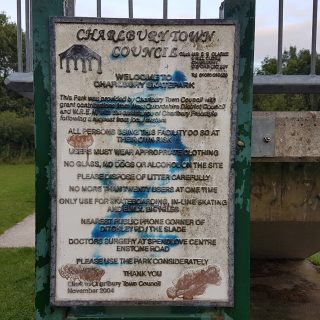 CHARLBURY TOWN
COUNCIL
WELCOME TO
CHARLBURY SKATEPARK
This Park was provided by Charlbury Town Council with
ALL PERSONS USING THIS FACILITY DO SO AT
THEIR OWN RISK
USERS MUST WEAR APPROPRIATE CLOTHING
NO GLASS, NO DOGS OR ALCOHOL ON THE SITE
PLEASE DISPOSE OF LITTER CAREFULLY
NO MORE THAN TWENTY USERS AT ONE TIME
ONLY USE FOR SKATEBOARDING, IN-LINE SKATING
AND B.M.X. BICYCLES
NEAREST PUBLIC PHONE CORNER OF
DITCHLEY RD/THE SLADE
DOCTORS SURGERY AT SPENDLOVE CENTRE
ENSTONE ROAD
PLEASE USE THE PARK CONSIDERATELY
THANK YOU
Clerk to Charlbury Town Council
November 2004